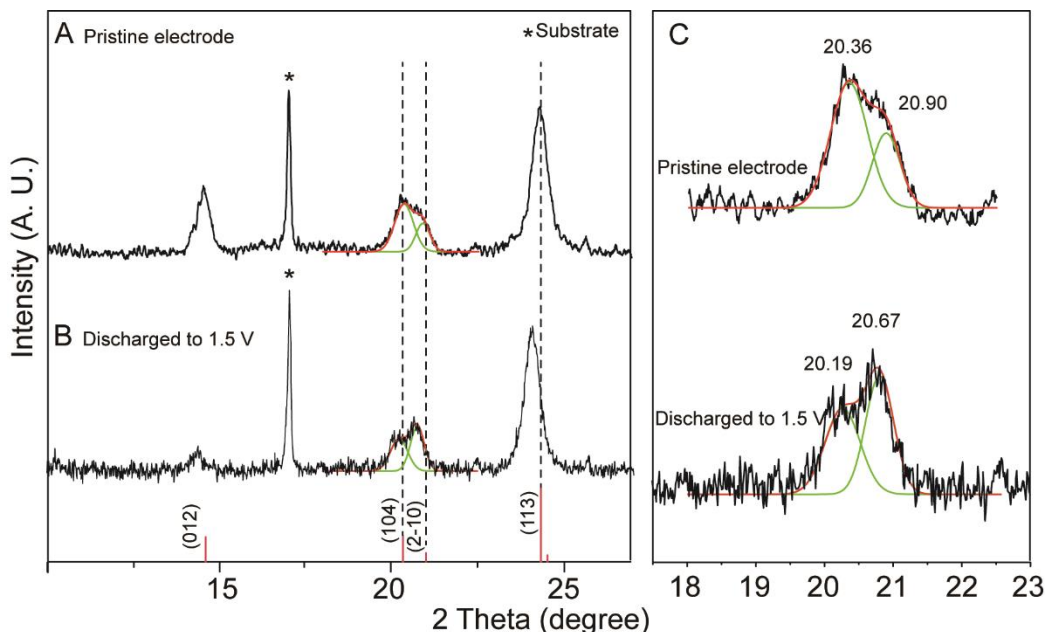 A Pristine electrode
*Substrate
*
B Discharged to 1.5 V
*
(012)
(104)
(2-10)
(113)
15
20
25
Intensity (A. U.)
C
20.36
20.90
Pristine electrode
20.67
20.19
Discharged to 1.5 V
18 19 20 21 22 23
2 Theta (degree)